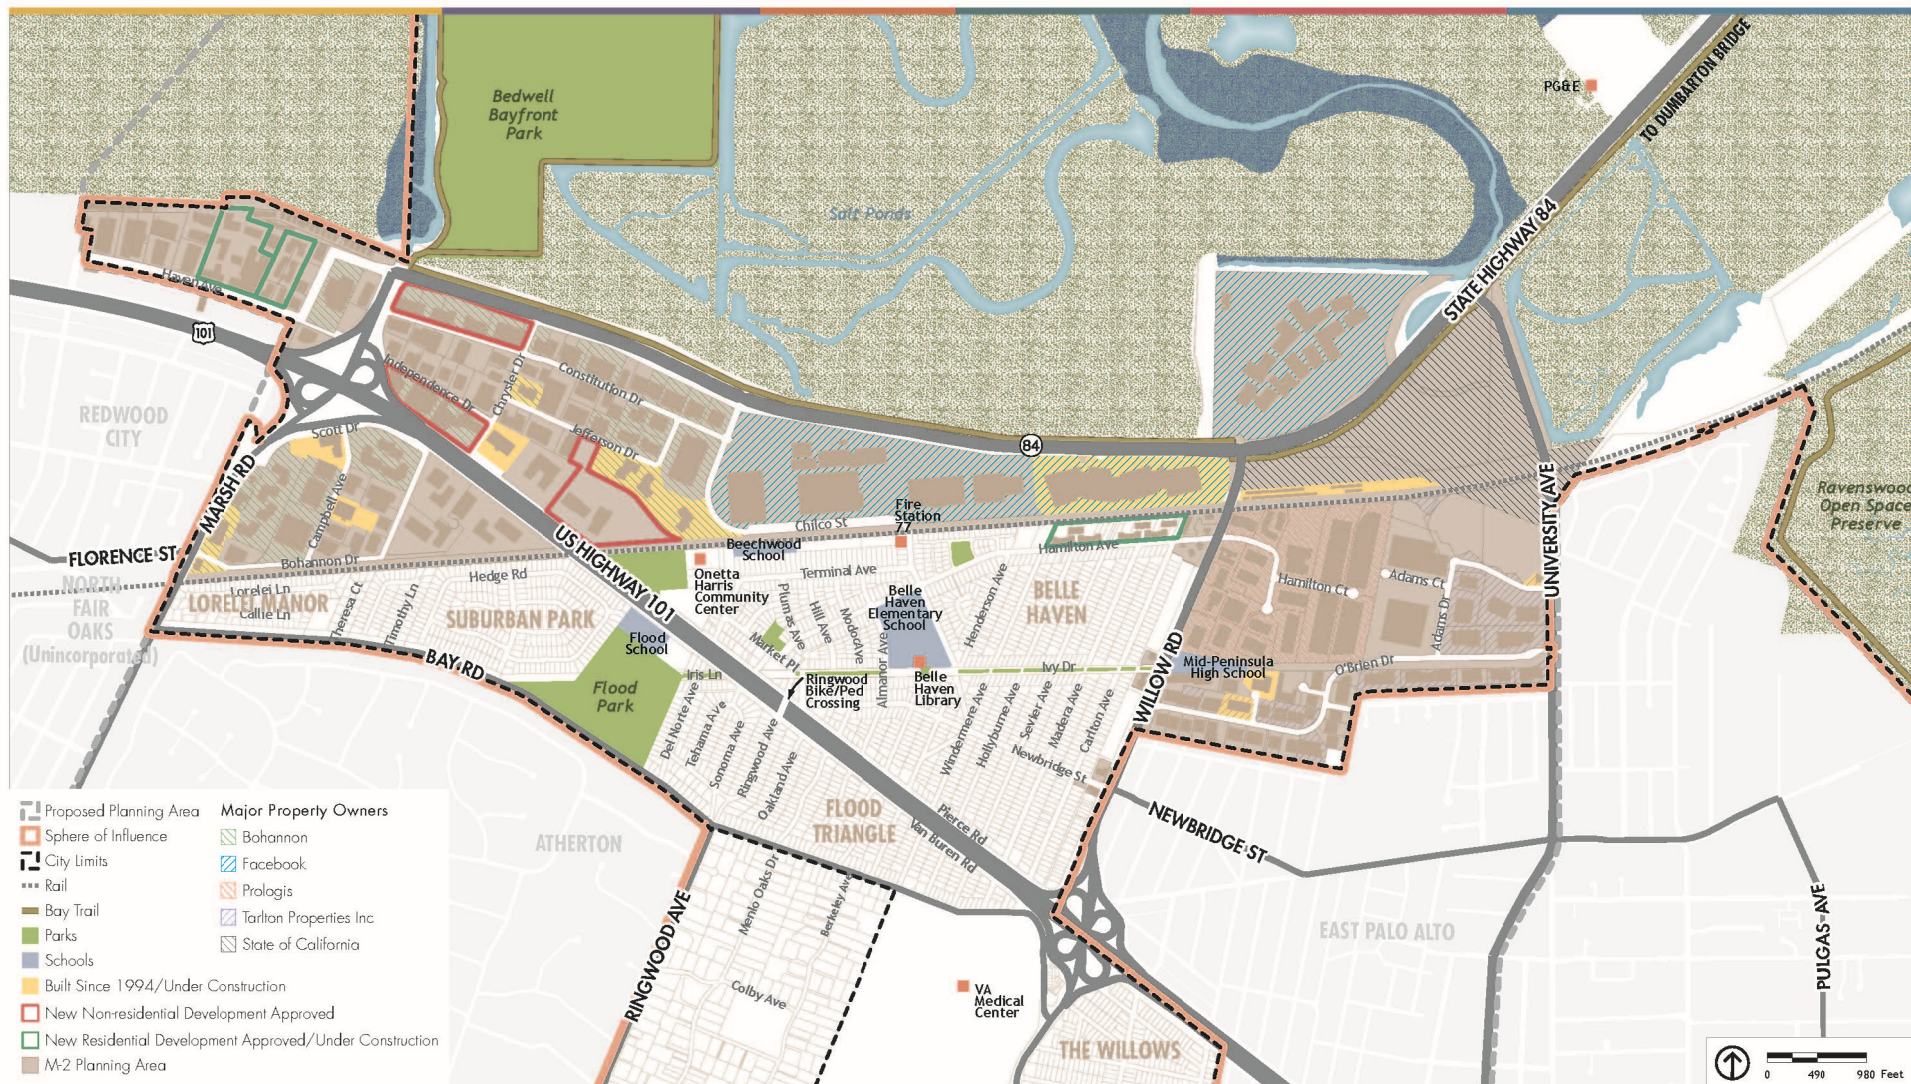 Bedwell
Bayfront
Park
PG&E
TO DUMBARTON BRIDGE
Salt Ponds
STATE HIGHWAY 84
Haven Ave
101
Independence Dr
Chrysler Dr
Constitution Dr
REDWOOD
CITY
Scott Dr
Jefferson Dr
84
MARSH RD
Campbell Ave
UNIVERSITY AVE
Ravenswood
Open Space
Preserve
Fire
Station
77
Chilco St
US HIGHWAY 101
Beechwood
School
Hamilton Ave
FLORENCE ST
Bohannon Dr
Hedge Rd
Onetta
Harris
Community
Center
Terminal Ave
Hamilton Ct
Adams Ct
Adams Dr
NORTH
FAIR
OAKS
(Unincorporated)
Lorelei Ln
LORELEI MANOR
Callie Ln
Theresa Ct
Timothy Ln
SUBURBAN PARK
Plumas Ave
Hill Ave
Modoc Ave
Belle
Haven
Elementary
School
Henderson Ave
BELLE
HAVEN
Flood
School
Market Pl
Almanor Ave
BAY RD
Iris Ln
Ivy Dr
WILLOW RD
Mid-Peninsula
High School
O'Brien Dr
Flood
Park
Ringwood
Bike/Ped
Crossing
Belle
Haven
Library
Del Norte Ave
Tehama Ave
Sonoma Ave
Ringwood Ave
Oakland Ave
Windermere Ave
Hollyburne Ave
Sevier Ave
Madera Ave
Carlton Ave
Newbridge St
FLOOD
TRIANGLE
Pierce Rd
Van Buren Rd
NEWBRIDGE ST
ATHERTON
Menlo Oaks Dr
Berkeley Ave
RINGWOOD AVE
Colby Ave
EAST PALO ALTO
PULGAS AVE
VA
Medical
Center
THE WILLOWS
Proposed Planning Area
Sphere of Influence
City Limits
Rail
Bay Trail
Parks
Schools
Built Since 1994/Under Construction
New Non-residential Development Approved
New Residential Development Approved/Under Construction
M-2 Planning Area
Major Property Owners
Bohannon
Facebook
Prologis
Tarlton Properties Inc
State of California
0 490 980 Feet